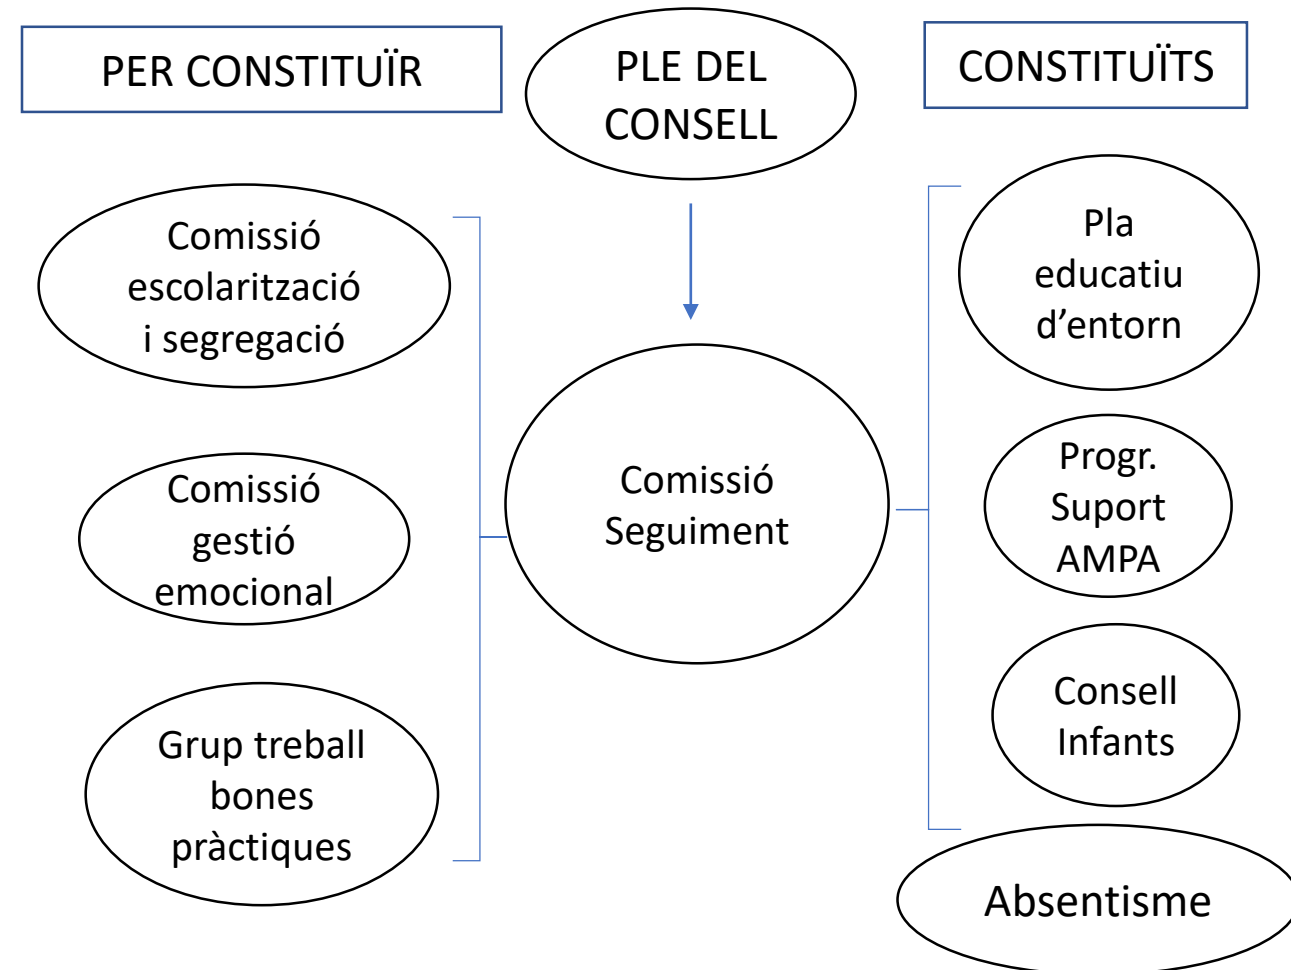 PER CONSTITUÏR
PLE DEL
CONSELL
CONSTITUÏTS
Comissió
escolarització
i segregació
Comissió
gestió
emocional
Grup treball
bones
pràctiques
Comissió
Seguiment
Pla
educatiu
d’entorn
Progr.
Suport
AMPA
Consell
Infants
Absentisme